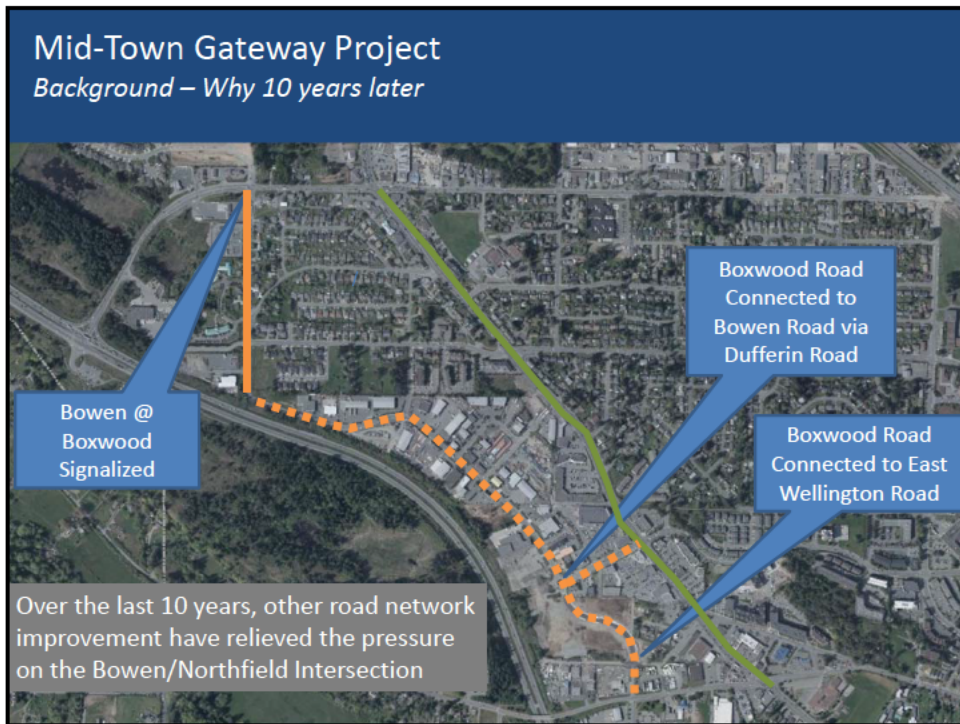 Mid-Town Gateway Project
Background – Why 10 years later
Boxwood Road
Connected to
Bowen Road via
Dufferin Road
Bowen @
Boxwood
Signalized
Boxwood Road
Connected to East
Wellington Road
Over the last 10 years, other road network
improvement have relieved the pressure
on the Bowen/Northfield Intersection